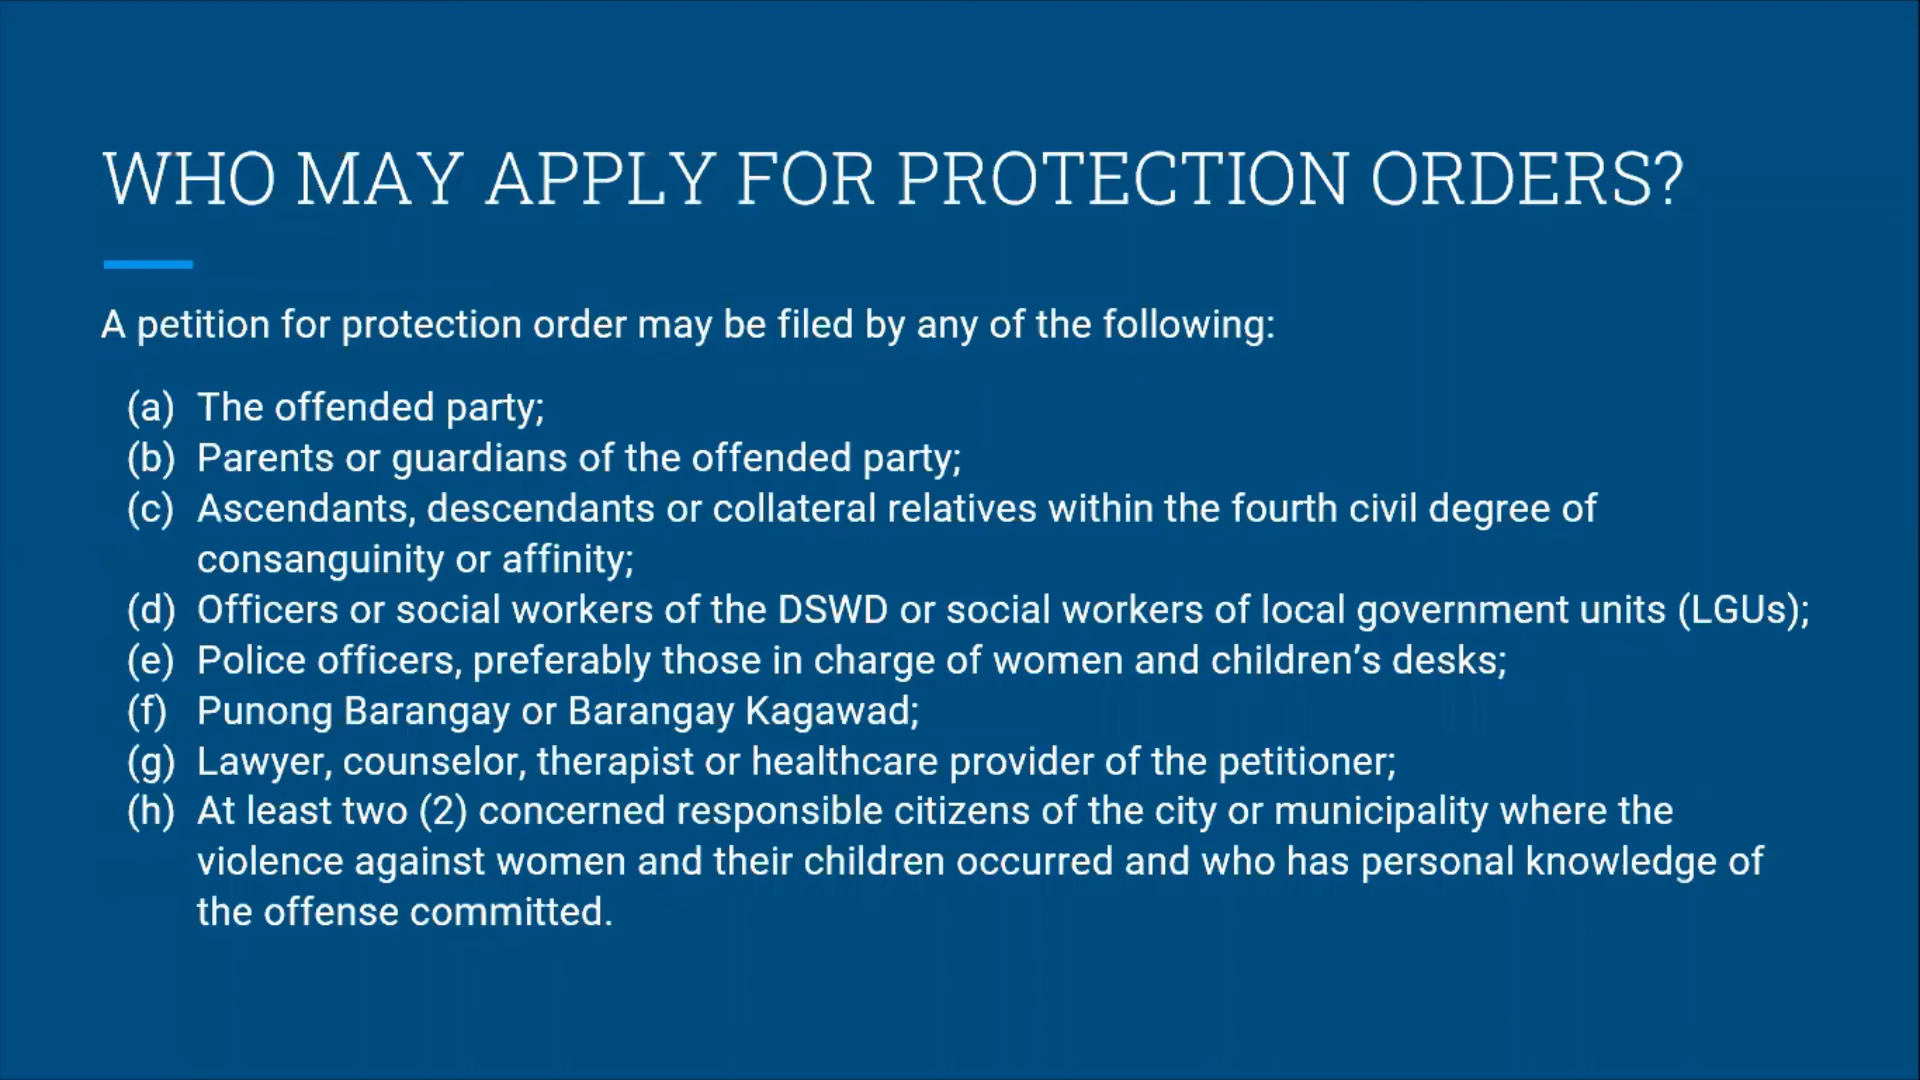 WHO MAY APPLY FOR PROTECTION ORDERS?
A petition for protection order may be filed by any of the following:
(a) The offended party;
(b) Parents or guardians of the offended party;
(c) Ascendants, descendants or collateral relatives within the fourth civil degree of
consanguinity or affinity;
(d) Officers or social workers of the DSWD or social workers of local government units (LGUs);
(e) Police officers, preferably those in charge of women and children’s desks;
(f) Punong Barangay or Barangay Kagawad;
(g) Lawyer, counselor, therapist or healthcare provider of the petitioner;
(h) At least two (2) concerned responsible citizens of the city or municipality where the
violence against women and their children occurred and who has personal knowledge of
the offense committed.